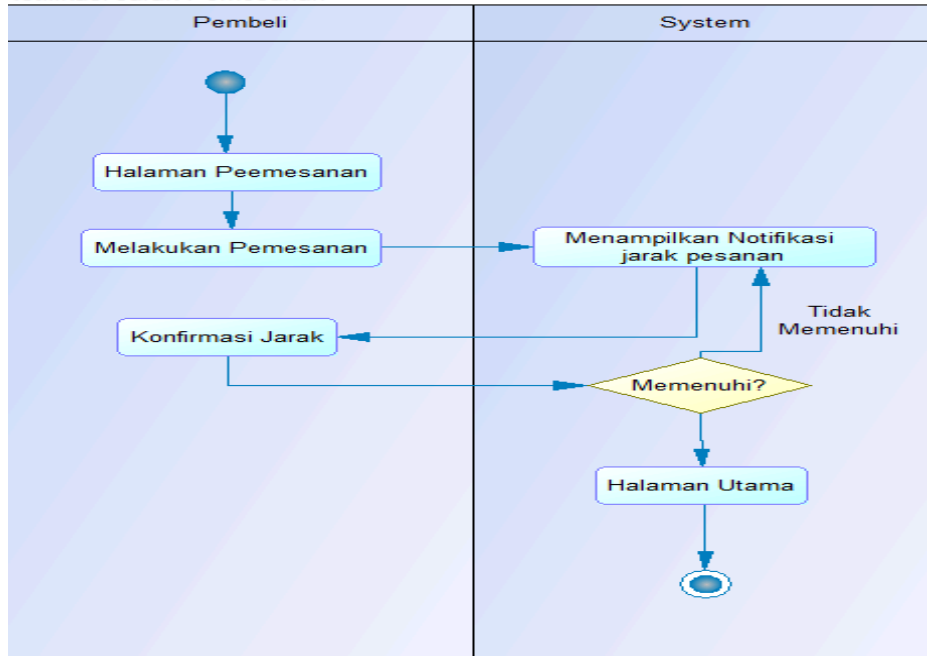 Pembeli
System
Halaman Peemesanan
Melakukan Pemesanan
Menampilkan Notifikasi
jarak pesanan
Tidak
Memenuhi
Konfirmasi Jarak
Memenuhi?
Halaman Utama